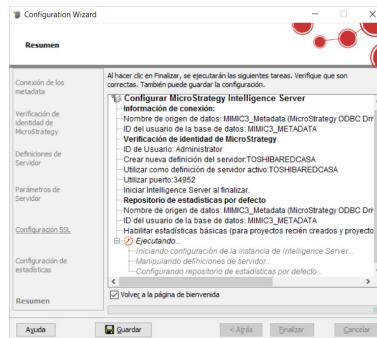 Configuration Wizard
Resumen
Conexión de los
metadata
Verificación de
identidad de
MicroStrategy
Definiciones de
Servidor
Parámetros de
Servidor
Configuración SSL
Configuración de
estadísticas
Resumen
Al hacer clic en Finalizar, se ejecutarán las siguientes tareas. Verifique que son
correctas. También puede guardar la configuración.
Configurar MicroStrategy Intelligence Server
Información de conexión:
Nombre de origen de datos: MIMIC3_Metadata (MicroStrategy ODBC Driv
ID del usuario de la base de datos: MIMIC3_METADATA
Verificación de identidad de MicroStrategy
ID de Usuario: Administrator
Crear nueva definición del servidor:TOSHIBAREDCASA
Utilizar como definición de servidor activo:TOSHIBAREDCASA
Utilizar puerto:34952
Iniciar Intelligence Server al finalizar.
Repositorio de estadísticas por defecto
Nombre de origen de datos: MIMIC3_Metadata (MicroStrategy ODBC Driv
ID del usuario de la base de datos: MIMIC3_METADATA
Habilitar estadísticas básicas (para proyectos recién creados y proyecto
Ejecutando...
Iniciando configuración de la instancia de Intelligence Server...
Manipulando definiciones de servidor...
Configurando repositorio de estadísticas por defecto...
Volver a la página de bienvenida
Ayuda
Guardar
< Atrás
Finalizar
Cancelar